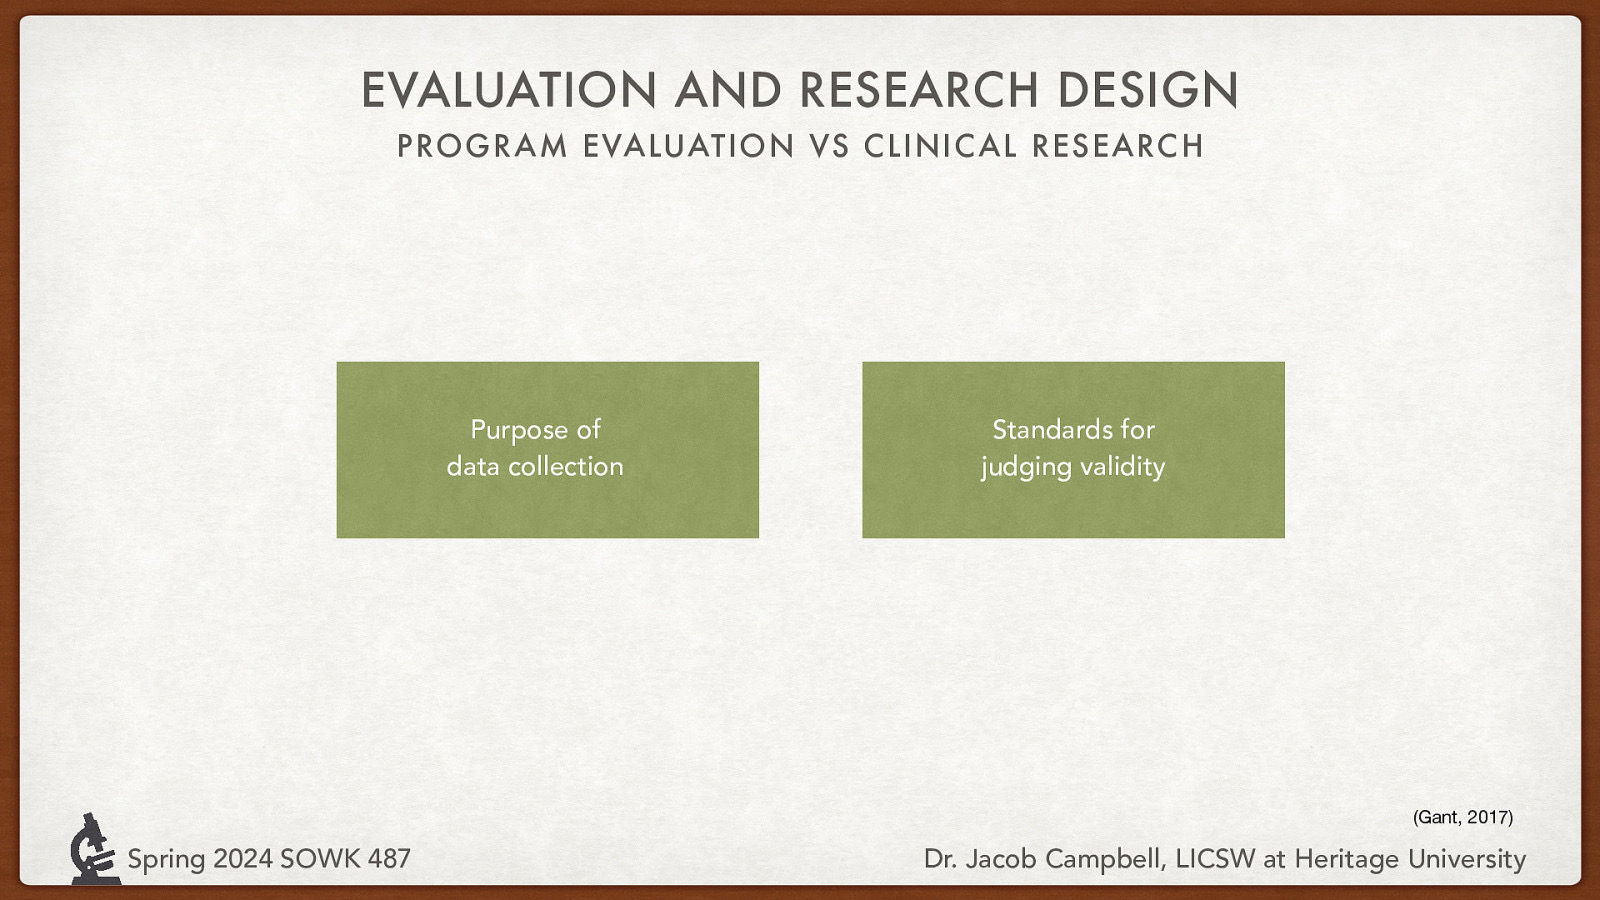 EVALUATION AND RESEARCH DESIGN
PROGRAM EVALUATION VS CLINICAL RESEARCH
Purpose of
data collection
Standards for
judging validity
(Gant, 2017)
Spring 2024 SOWK 487
Dr. Jacob Campbell, LICSW at Heritage University